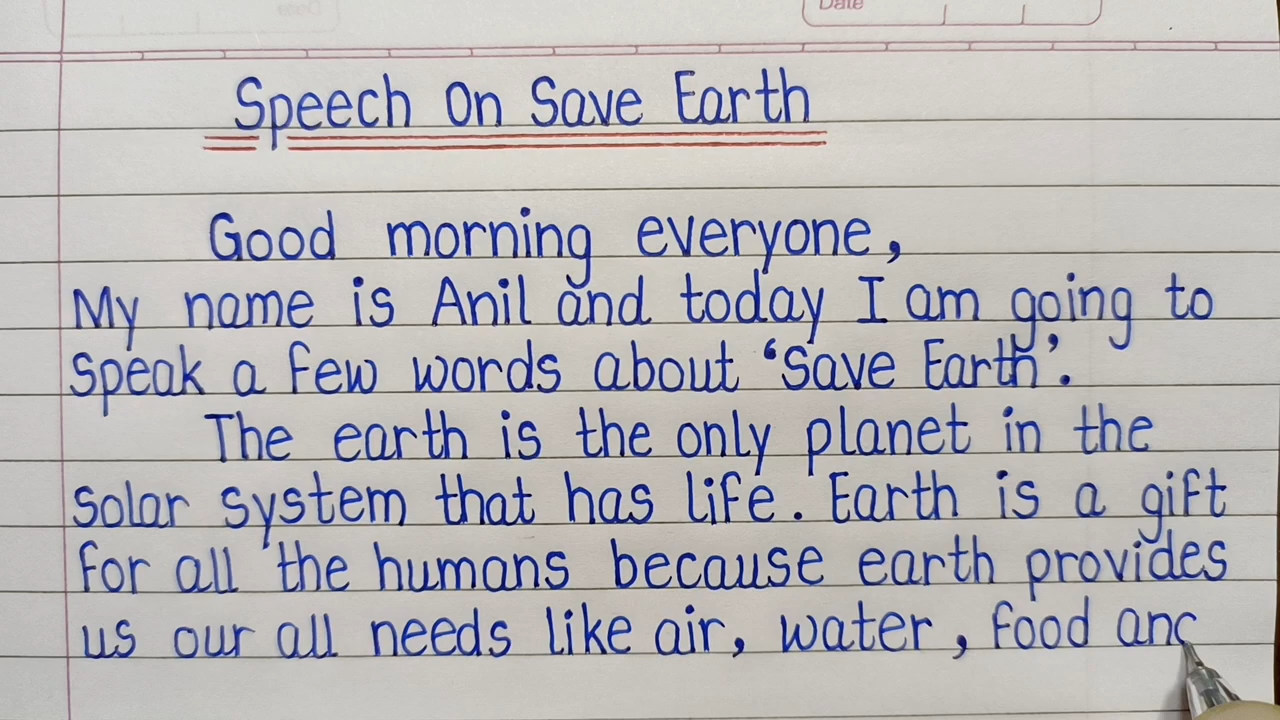 Date
Speech On Save Earth
Good morning everyone,
My name is Anil and today I am going to
speak a few words about ‘Save Earth’.
The earth is the only planet in the
solar system that has life. Earth is a gift
for all the humans because earth provides
us our all needs like air, water, food anc